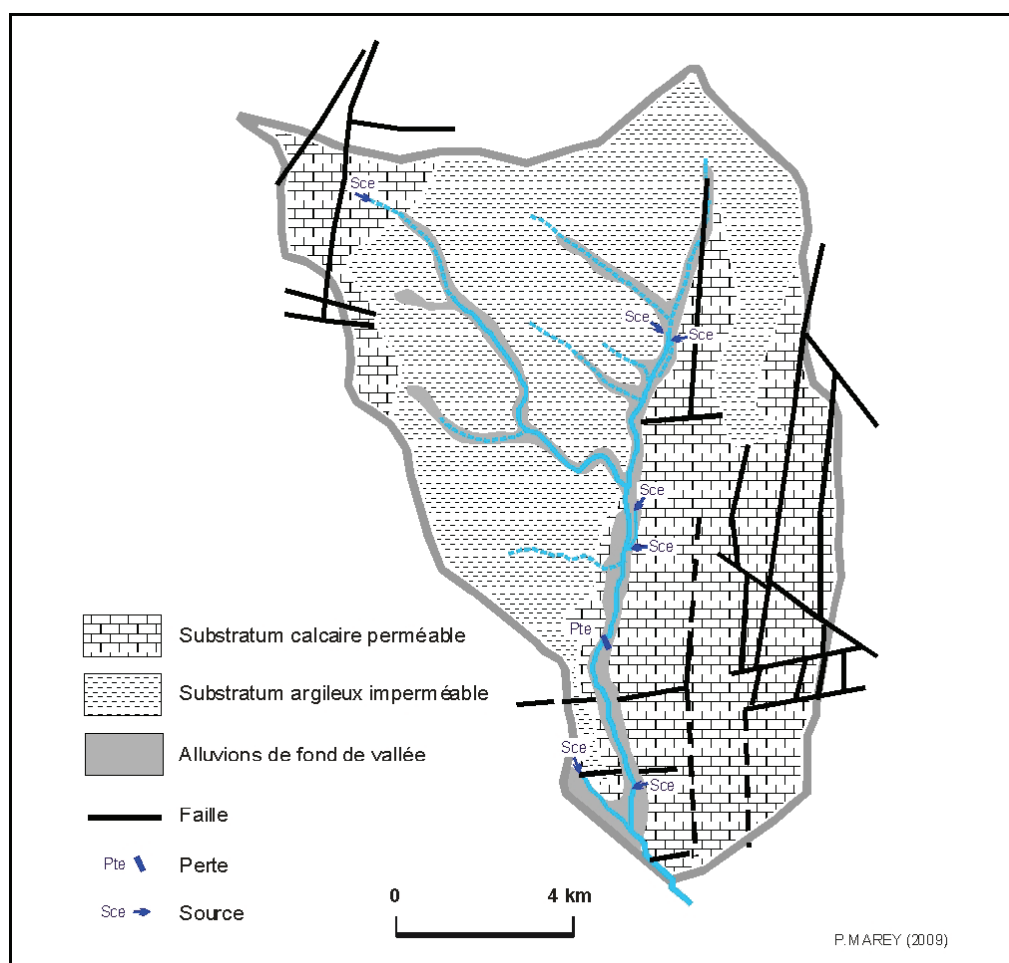 Sce
Sce
Sce
Sce
Sce
Pte
Sce
Sce
Substratum calcaire perméable
Substratum argileux imperméable
Alluvions de fond de vallée
Faille
Pte Perte
Sce Source
0 4 km
P.MAREY (2009)